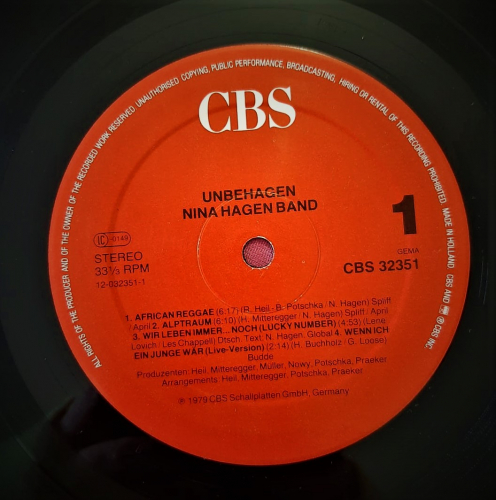 ALL RIGHTS OF THE PRODUCER AND OF THE OWNER OF THE RECORDED WORK RESERVED. UNAUTHORISED COPYING, PUBLIC PERFORMANCE, BROADCASTING, HIRING OR RENTAL OF THIS RECORDING PROHIBITED. MADE IN HOLLAND. CBS AND ℗ CBS INC.
CBS
UNBEHAGEN
NINA HAGEN BAND
1
STEREO
33⅓ RPM
12-032351-1
GEMA
CBS 32351
1. AFRICAN REGGAE (6:17) (R. Heil · B. Potschka / N. Hagen) Spliff
/ April 2. ALPTRAUM (6:10) (H. Mitteregger / N. Hagen) Spliff / April
3. WIR LEBEN IMMER... NOCH (LUCKY NUMBER) (4:53) (Lene
Lovich / Les Chappell) Dtsch. Text: N. Hagen. Global 4. WENN ICH
EIN JUNGE WÄR (Live-Version) (2:14) (H. Buchholz / G. Loose)
Budde
Produzenten: Heil, Mitteregger, Müller, Nowy, Potschka, Praeker
Arrangements: Heil, Mitteregger, Potschka, Praeker
℗ 1979 CBS Schallplatten GmbH, Germany